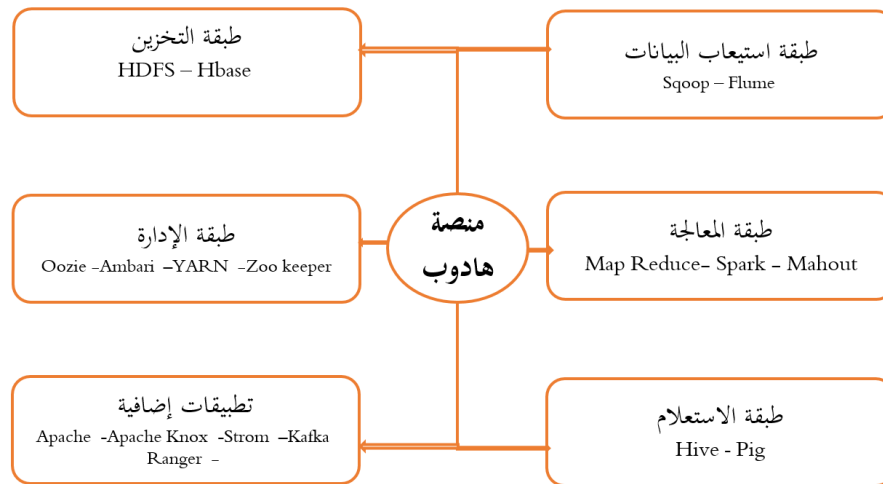 طبقة استيعاب البيانات
Sqoop – Flume
طبقة التخزين
HDFS – Hbase
منصة
هادوب
طبقة المعالجة
Map Reduce– Spark – Mahout
طبقة الإدارة
Oozie –Ambari –YARN –Zoo keeper
طبقة الاستعلام
Hive - Pig
تطبيقات إضافية
Apache –Apache Knox –Strom –Kafka
Ranger –